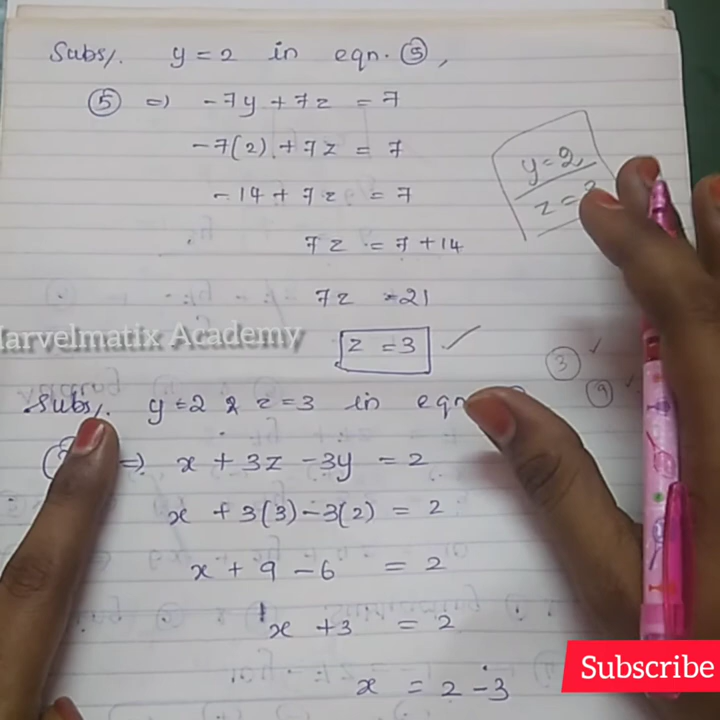 Subs/. y = 2 in eqn. ⑤,
⑤ ⇒ -7y + 7z = 7
-7(2) + 7z = 7
-14 + 7z = 7
7z = 7 + 14
7z = 21
z = 3 ✓
y = 2
z =
Marvelmatix Academy
③ ✓
⑨ ✓
Subs/. y = 2 & z = 3 in eqn
⇒ x + 3z - 3y = 2
x + 3(3) - 3(2) = 2
x + 9 - 6 = 2
x + 3 = 2
x = 2 - 3
Subscribe